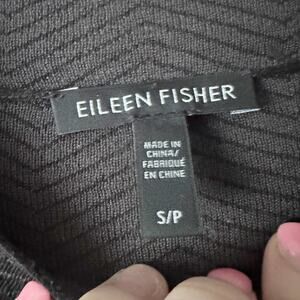 EILEEN FISHER
MADE IN
CHINA/
FABRIQUÉ
EN CHINE
S/P